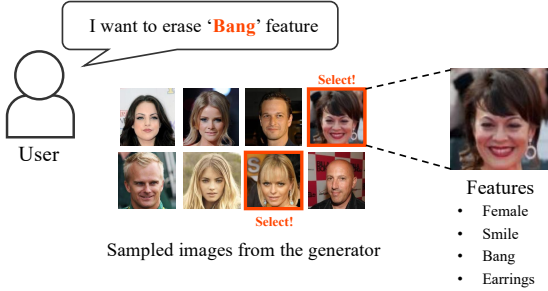 I want to erase ‘Bang’ feature
Select!
User
Select!
Sampled images from the generator
Features
• Female
• Smile
• Bang
• Earrings